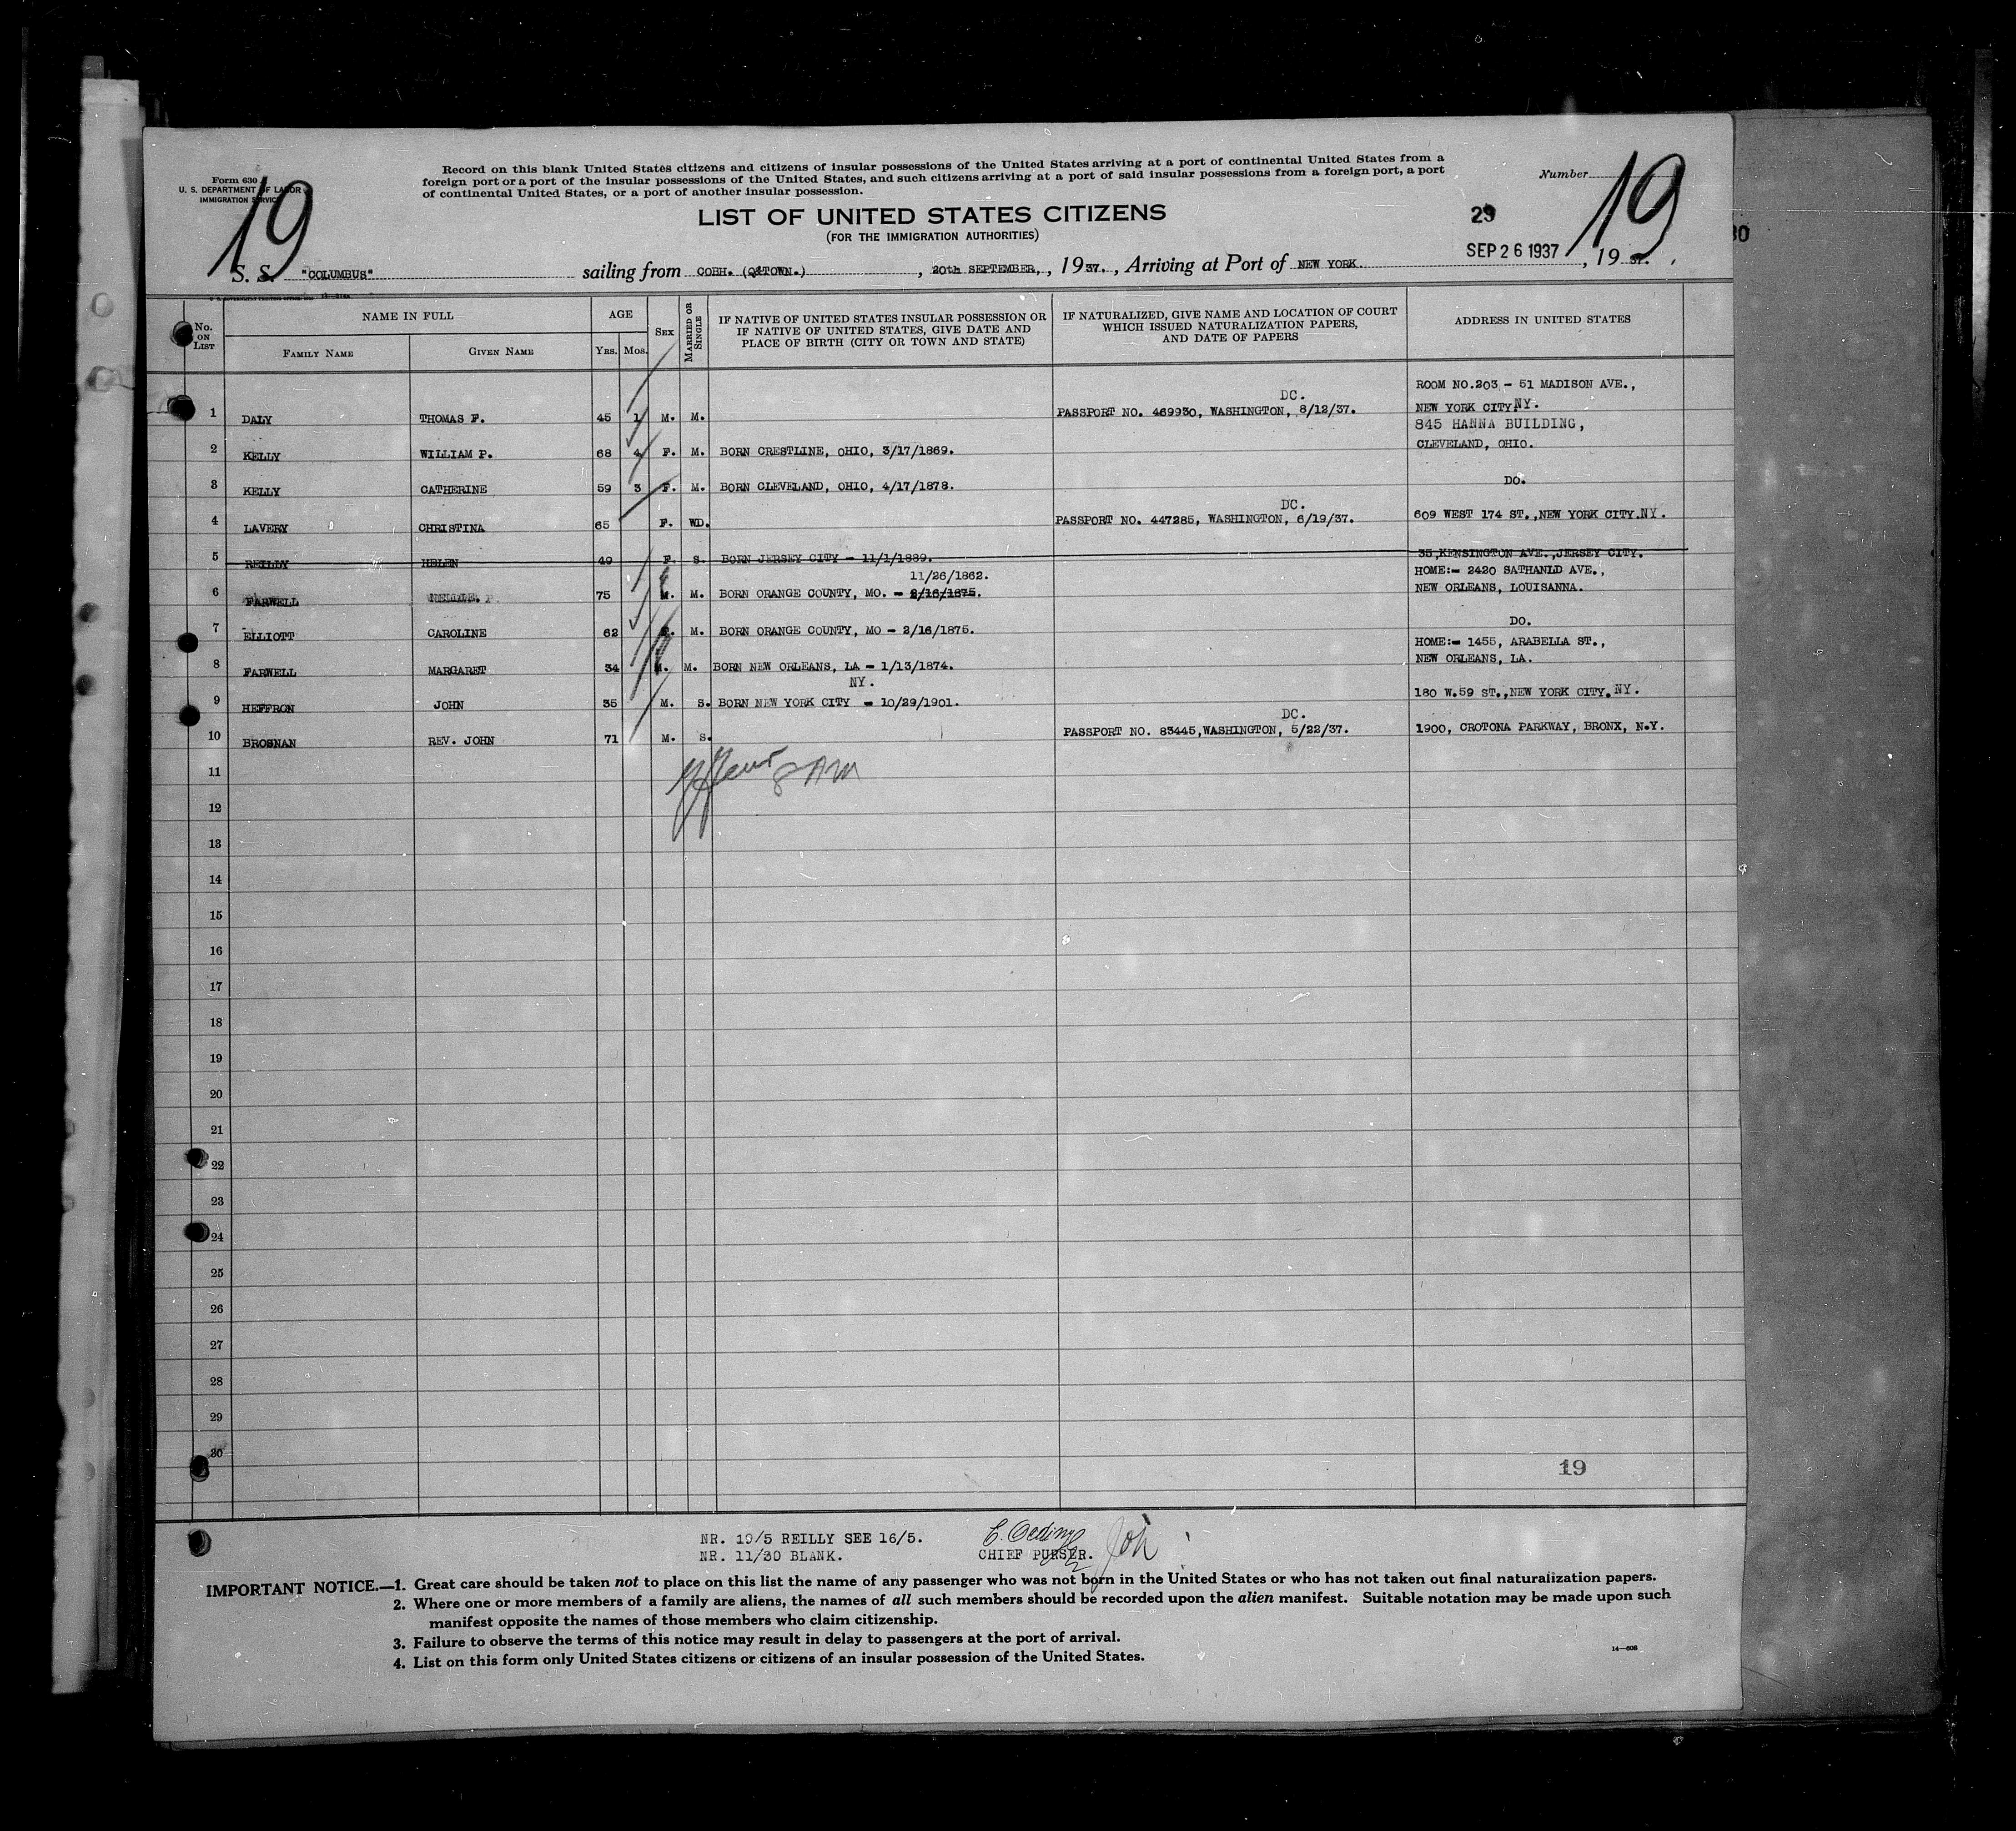 Form 630
U. S. DEPARTMENT OF LABOR
IMMIGRATION SERVICE
19
Record on this blank United States citizens and citizens of insular possessions of the United States arriving at a port of continental United States from a
foreign port or a port of the insular possessions of the United States, and such citizens arriving at a port of said insular possessions from a foreign port, a port
of continental United States, or a port of another insular possession.
Number
19
LIST OF UNITED STATES CITIZENS
(FOR THE IMMIGRATION AUTHORITIES)
29
30
SEP 26 1937
S. S. "COLUMBUS" sailing from COBH. (Q&TOWN.), 20th SEPTEMBER, , 1937. , Arriving at Port of NEW YORK. , 1937.
No. ON LIST
NAME IN FULL
FAMILY NAME
GIVEN NAME
AGE
YRS. MOS.
SEX
MARRIED OR SINGLE
IF NATIVE OF UNITED STATES INSULAR POSSESSION OR
IF NATIVE OF UNITED STATES, GIVE DATE AND
PLACE OF BIRTH (CITY OR TOWN AND STATE)
IF NATURALIZED, GIVE NAME AND LOCATION OF COURT
WHICH ISSUED NATURALIZATION PAPERS,
AND DATE OF PAPERS
ADDRESS IN UNITED STATES
ROOM NO.203 - 51 MADISON AVE.,
DC.
1 DALY THOMAS F. 45 1 M. M. PASSPORT NO. 469930, WASHINGTON, 8/12/37. NEW YORK CITY NY.
845 HANNA BUILDING,
2 KELLY WILLIAM P. 68 4 F. M. BORN CRESTLINE, OHIO, 3/17/1869. CLEVELAND, OHIO.
3 KELLY CATHERINE 59 3 F. M. BORN CLEVELAND, OHIO, 4/17/1878. DO.
DC.
4 LAVERY CHRISTINA 65 F. WD. PASSPORT NO. 447285, WASHINGTON, 6/19/37. 609 WEST 174 ST.,NEW YORK CITY.NY.
5 REILLY HELEN 49 F. S. BORN JERSEY CITY - 11/1/1889. 35,KENSINGTON AVE.,JERSEY CITY.
11/26/1862. HOME:- 2420 SATHANLD AVE.,
6 FARWELL NELLIE. F 75 M. M. BORN ORANGE COUNTY, MO. - 2/16/1875. NEW ORLEANS, LOUISANNA.
7 ELLIOTT CAROLINE 62 F. M. BORN ORANGE COUNTY, MO - 2/16/1875. DO.
HOME:- 1455, ARABELLA ST.,
8 FARWELL MARGARET 34 M. M. BORN NEW ORLEANS, LA - 1/13/1874. NEW ORLEANS, LA.
NY.
9 HEFFRON JOHN 35 M. S. BORN NEW YORK CITY - 10/29/1901. 180 W.59 ST.,NEW YORK CITY.NY.
DC.
10 BROSNAN REV. JOHN 71 M. S. PASSPORT NO. 83445,WASHINGTON, 5/22/37. 1900, CROTONA PARKWAY, BRONX, N.Y.
11
8 AM
12
13
14
15
16
17
18
19
20
21
22
23
24
25
26
27
28
29
30
19
NR. 19/5 REILLY SEE 16/5.
NR. 11/30 BLANK.
CHIEF PURSER.
IMPORTANT NOTICE.—1. Great care should be taken not to place on this list the name of any passenger who was not born in the United States or who has not taken out final naturalization papers.
2. Where one or more members of a family are aliens, the names of all such members should be recorded upon the alien manifest. Suitable notation may be made upon such
manifest opposite the names of those members who claim citizenship.
3. Failure to observe the terms of this notice may result in delay to passengers at the port of arrival.
4. List on this form only United States citizens or citizens of an insular possession of the United States.
14—608